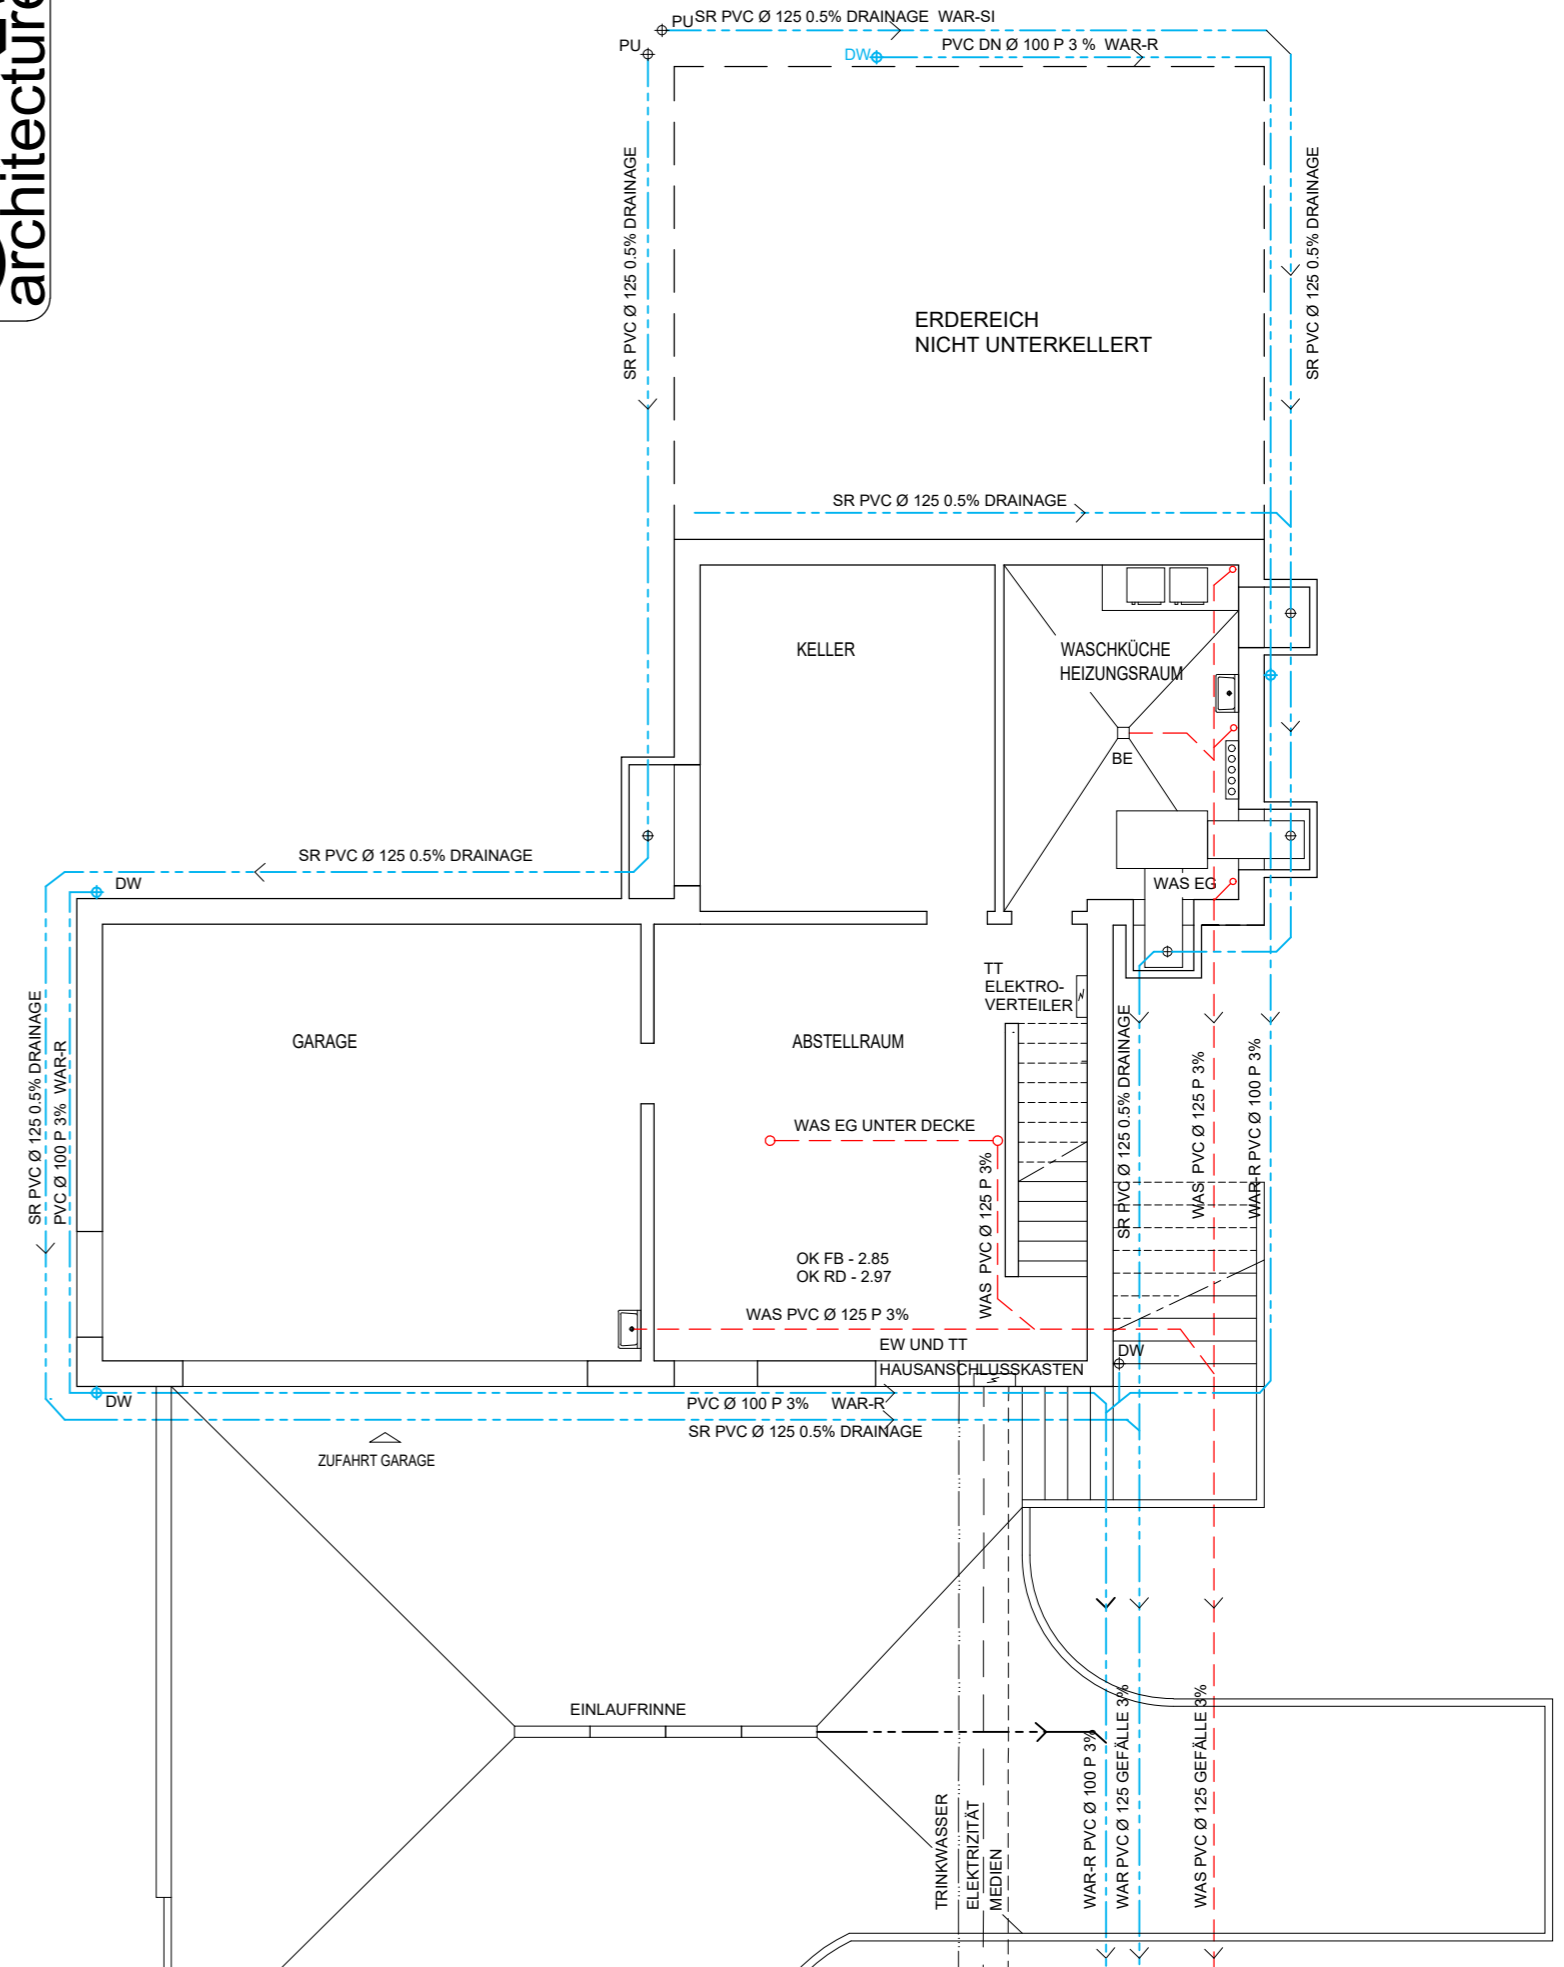 architecture
PU
SR PVC Ø 125 0.5% DRAINAGE WAR-SI
PU
DW
PVC DN Ø 100 P 3 % WAR-R
SR PVC Ø 125 0.5% DRAINAGE
SR PVC Ø 125 0.5% DRAINAGE
ERDEREICH
NICHT UNTERKELLERT
SR PVC Ø 125 0.5% DRAINAGE
KELLER
WASCHKÜCHE
HEIZUNGSRAUM
BE
SR PVC Ø 125 0.5% DRAINAGE
DW
WAS EG
TT
ELEKTRO-
VERTEILER
SR PVC Ø 125 0.5% DRAINAGE
PVC Ø 100 P 3% WAR-R
GARAGE
ABSTELLRAUM
SR PVC Ø 125 0.5% DRAINAGE
WAS PVC Ø 125 P 3%
WAR-R PVC Ø 100 P 3%
WAS EG UNTER DECKE
WAS PVC Ø 125 P 3%
OK FB - 2.85
OK RD - 2.97
WAS PVC Ø 125 P 3%
EW UND TT
HAUSANSCHLUSSKASTEN
DW
DW
PVC Ø 100 P 3% WAR-R
SR PVC Ø 125 0.5% DRAINAGE
ZUFAHRT GARAGE
EINLAUFRINNE
TRINKWASSER
ELEKTRIZITÄT
MEDIEN
WAR-R PVC Ø 100 P 3%
WAR PVC Ø 125 GEFÄLLE 3%
WAS PVC Ø 125 GEFÄLLE 3%